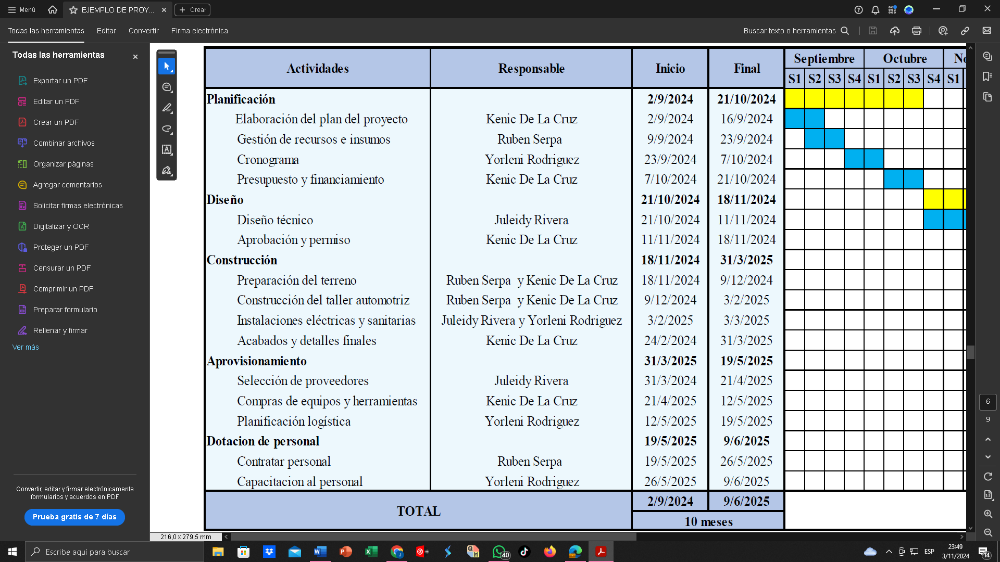 Menú
EJEMPLO DE PROY...
Crear
Todas las herramientas Editar Convertir Firma electrónica
Buscar texto o herramientas
Todas las herramientas
Exportar un PDF
Editar un PDF
Crear un PDF
Combinar archivos
Organizar páginas
Agregar comentarios
Solicitar firmas electrónicas
Digitalizar y OCR
Proteger un PDF
Censurar un PDF
Comprimir un PDF
Preparar formulario
Rellenar y firmar
Ver más
Convertir, editar y firmar electrónicamente
formularios y acuerdos en PDF
Prueba gratis de 7 días
Actividades Responsable Inicio Final Septiembre Octubre No
S1 S2 S3 S4 S1 S2 S3 S4 S1
Planificación 2/9/2024 21/10/2024
Elaboración del plan del proyecto Kenic De La Cruz 2/9/2024 16/9/2024
Gestión de recursos e insumos Ruben Serpa 9/9/2024 23/9/2024
Cronograma Yorleni Rodriguez 23/9/2024 7/10/2024
Presupuesto y financiamiento Kenic De La Cruz 7/10/2024 21/10/2024
Diseño 21/10/2024 18/11/2024
Diseño técnico Juleidy Rivera 21/10/2024 11/11/2024
Aprobación y permiso Kenic De La Cruz 11/11/2024 18/11/2024
Construcción 18/11/2024 31/3/2025
Preparación del terreno Ruben Serpa y Kenic De La Cruz 18/11/2024 9/12/2024
Construcción del taller automotriz Ruben Serpa y Kenic De La Cruz 9/12/2024 3/2/2025
Instalaciones eléctricas y sanitarias Juleidy Rivera y Yorleni Rodriguez 3/2/2025 3/3/2025
Acabados y detalles finales Kenic De La Cruz 24/2/2024 31/3/2025
Aprovisionamiento 31/3/2025 19/5/2025
Selección de proveedores Juleidy Rivera 31/3/2024 21/4/2025
Compras de equipos y herramientas Kenic De La Cruz 21/4/2025 12/5/2025
Planificación logística Yorleni Rodriguez 12/5/2025 19/5/2025
Dotacion de personal 19/5/2025 9/6/2025
Contratar personal Ruben Serpa 19/5/2025 26/5/2025
Capacitacion al personal Yorleni Rodriguez 26/5/2025 9/6/2025
TOTAL 2/9/2024 9/6/2025
10 meses
6
9
216,0 x 279,5 mm
Escribe aquí para buscar
40
ESP
23:49
3/11/2024
14